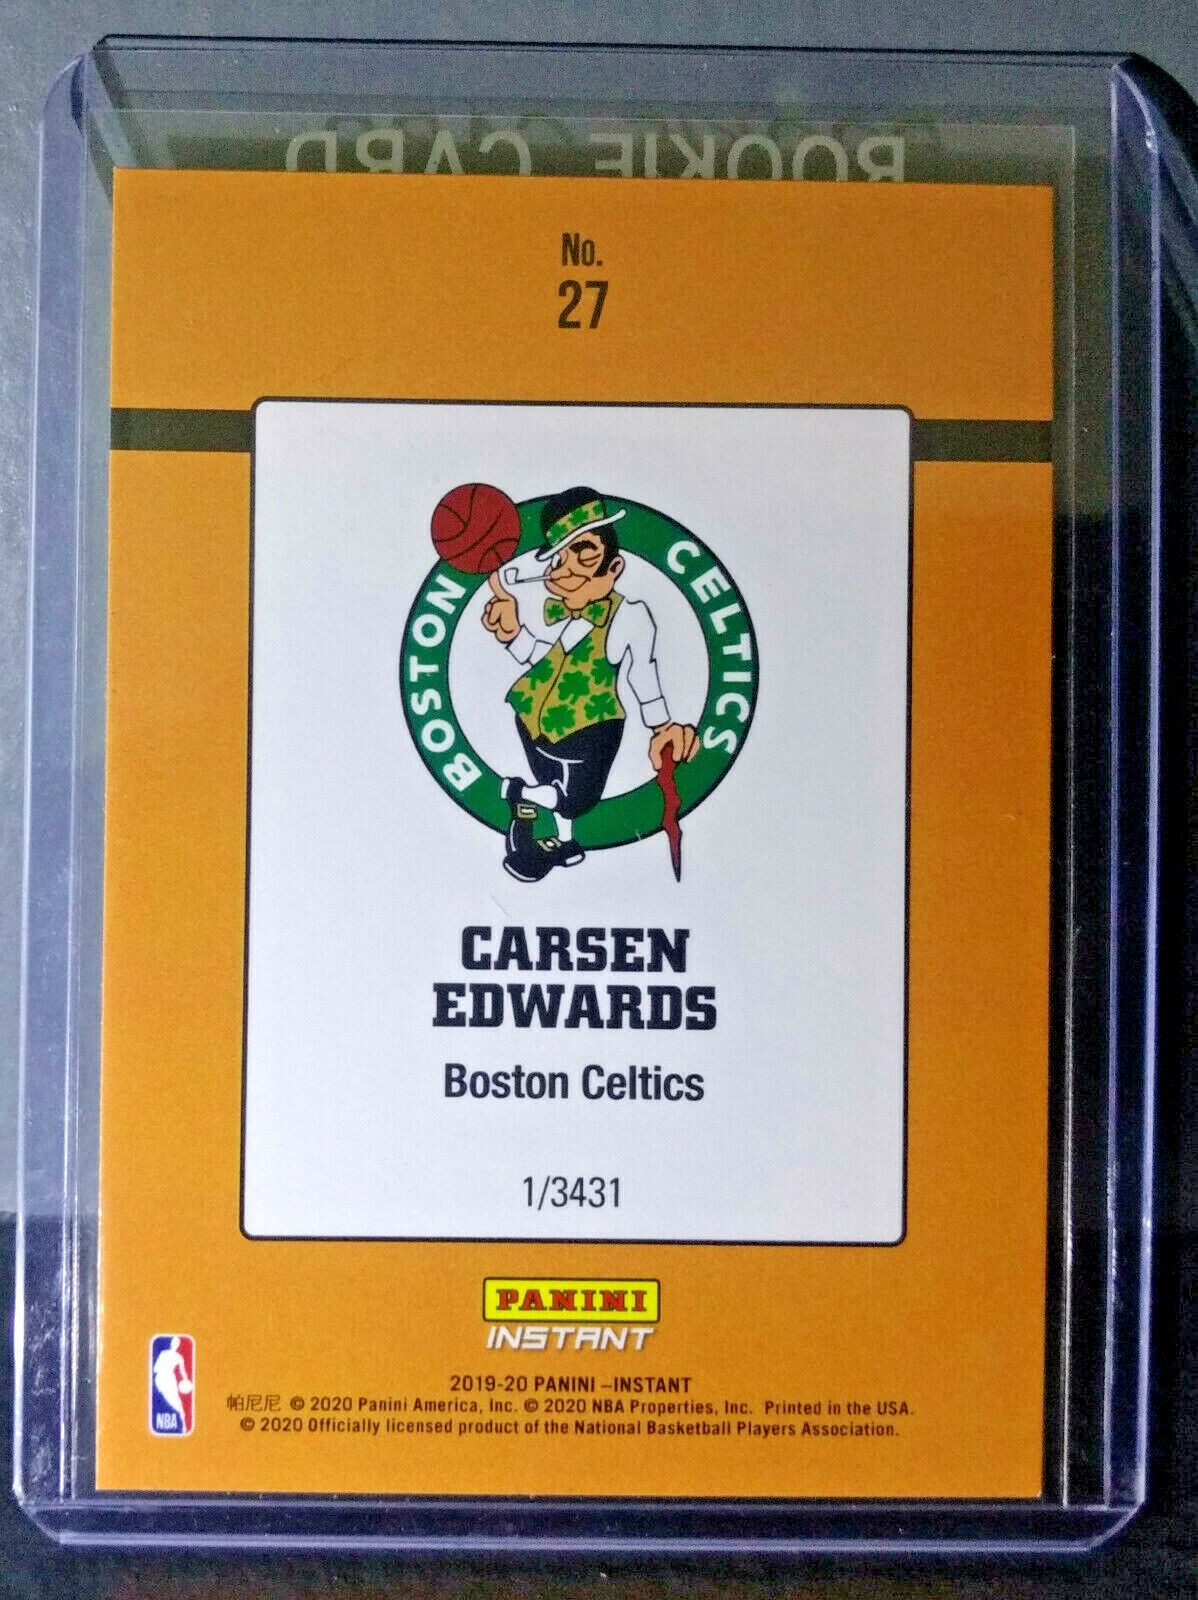 ROOKIE CARD
No.
27
BOSTON CELTICS
CARSEN
EDWARDS
Boston Celtics
1/3431
PANINI
INSTANT
NBA
2019-20 PANINI –INSTANT
帕尼尼 © 2020 Panini America, Inc. © 2020 NBA Properties, Inc. Printed in the USA.
© 2020 Officially licensed product of the National Basketball Players Association.